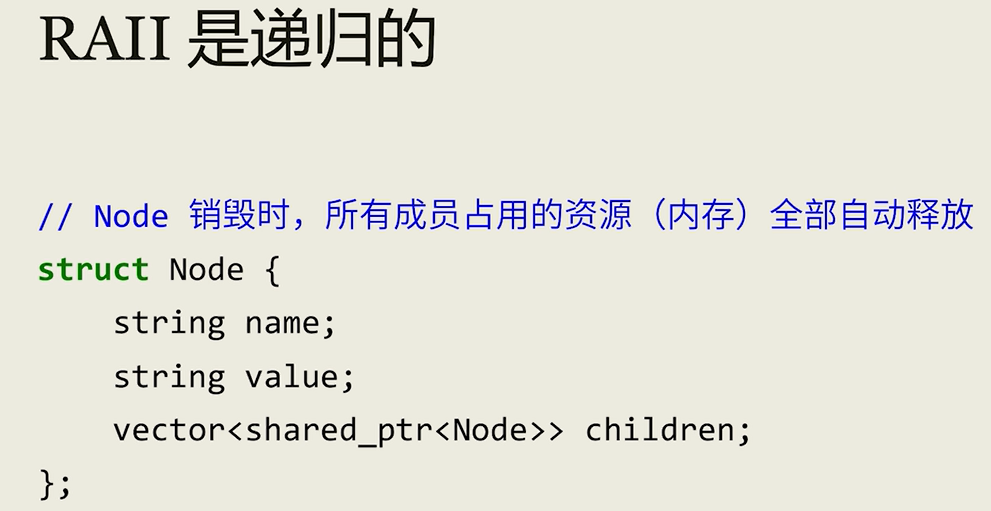 RAII 是递归的
// Node 销毁时，所有成员占用的资源（内存）全部自动释放
struct Node {
    string name;
    string value;
    vector<shared_ptr<Node>> children;
};